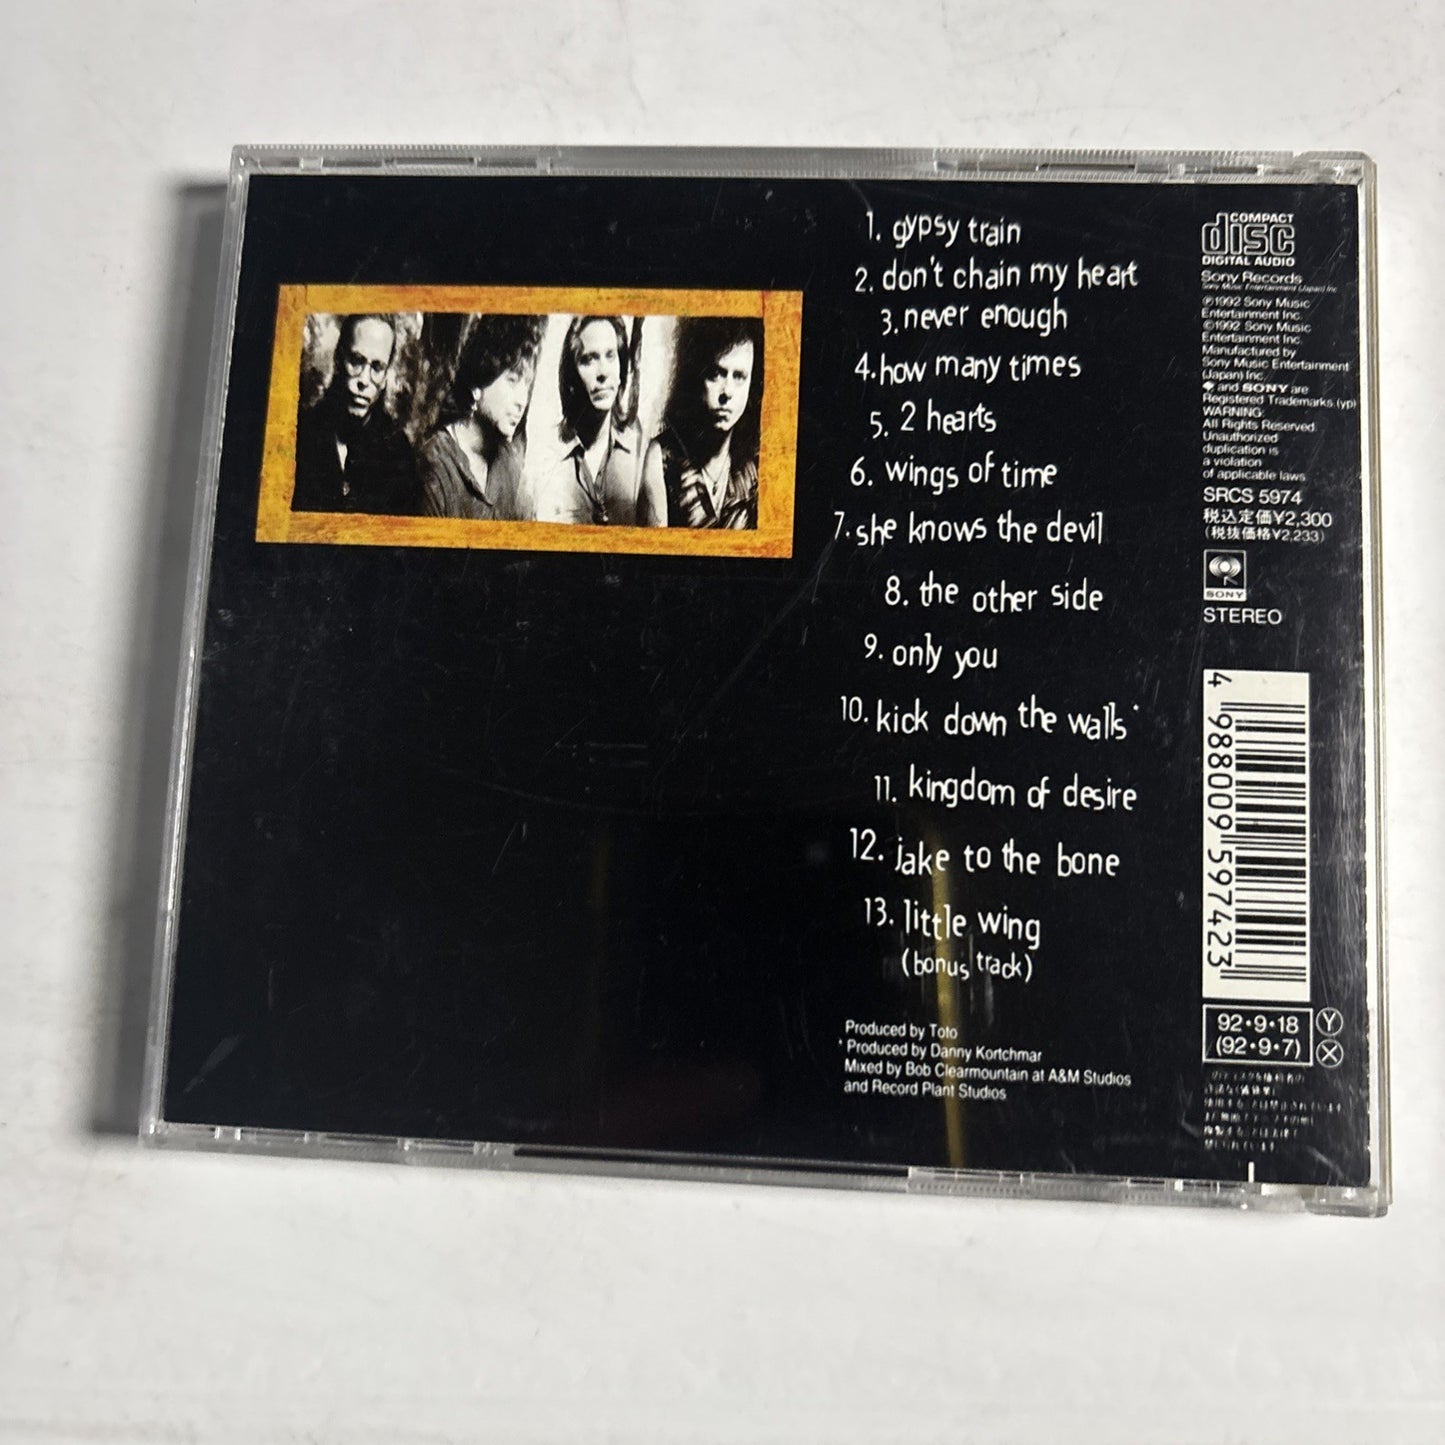 1. gypsy train
2. don't chain my heart
3. never enough
4. how many times
5. 2 hearts
6. wings of time
7. she knows the devil
8. the other side
9. only you
10. kick down the walls*
11. kingdom of desire
12. jake to the bone
13. little wing
(bonus track)
Produced by Toto
* Produced by Danny Kortchmar
Mixed by Bob Clearmountain at A&M Studios
and Record Plant Studios
COMPACT
disc
DIGITAL AUDIO
Sony Records
Sony Music Entertainment (Japan) Inc.
℗1992 Sony Music
Entertainment Inc.
©1992 Sony Music
Entertainment Inc.
Manufactured by
Sony Music Entertainment
(Japan) Inc.
and SONY are
Registered Trademarks.(yp)
WARNING:
All Rights Reserved.
Unauthorized
duplication is
a violation
of applicable laws.
SRCS 5974
税込定価¥2,300
(税抜価格¥2,233)
SONY
STEREO
4 988009 597423
92・9・18 Y
(92・9・7) X